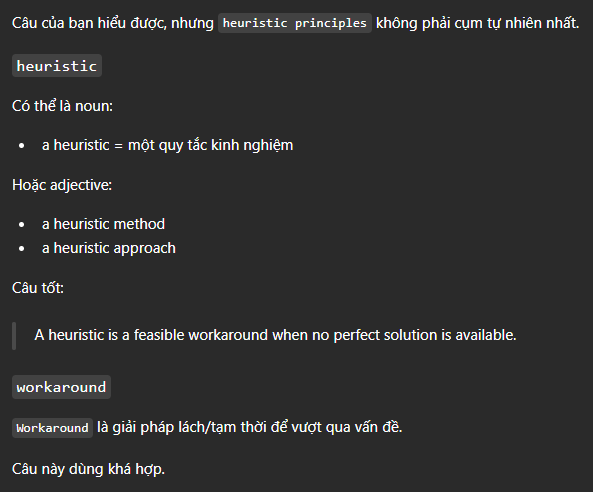 Câu của bạn hiểu được, nhưng heuristic principles không phải cụm tự nhiên nhất.
heuristic
Có thể là noun:
• a heuristic = một quy tắc kinh nghiệm
Hoặc adjective:
• a heuristic method
• a heuristic approach
Câu tốt:
A heuristic is a feasible workaround when no perfect solution is available.
workaround
Workaround là giải pháp lách/tạm thời để vượt qua vấn đề.
Câu này dùng khá hợp.